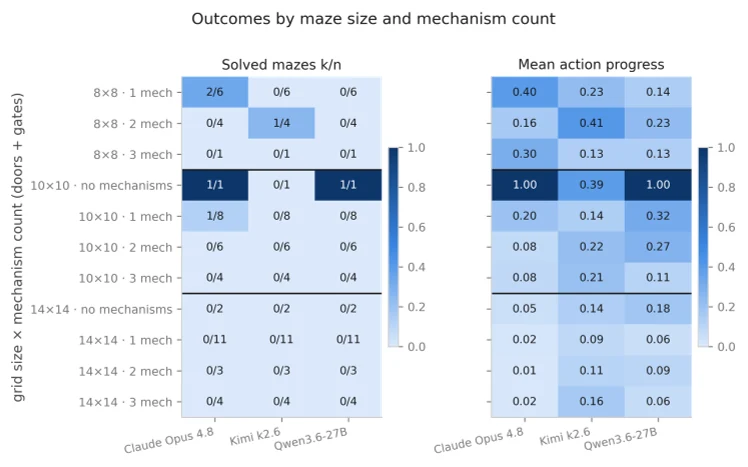 Outcomes by maze size and mechanism count
Solved mazes k/n
Mean action progress
grid size × mechanism count (doors + gates)
8×8 · 1 mech 2/6 0/6 0/6 0.40 0.23 0.14
8×8 · 2 mech 0/4 1/4 0/4 0.16 0.41 0.23
8×8 · 3 mech 0/1 0/1 0/1 0.30 0.13 0.13
10×10 · no mechanisms 1/1 0/1 1/1 1.00 0.39 1.00
10×10 · 1 mech 1/8 0/8 0/8 0.20 0.14 0.32
10×10 · 2 mech 0/6 0/6 0/6 0.08 0.22 0.27
10×10 · 3 mech 0/4 0/4 0/4 0.08 0.21 0.11
14×14 · no mechanisms 0/2 0/2 0/2 0.05 0.14 0.18
14×14 · 1 mech 0/11 0/11 0/11 0.02 0.09 0.06
14×14 · 2 mech 0/3 0/3 0/3 0.01 0.11 0.09
14×14 · 3 mech 0/4 0/4 0/4 0.02 0.16 0.06
Claude Opus 4.8 Kimi k2.6 Qwen3.6-27B
Claude Opus 4.8 Kimi k2.6 Qwen3.6-27B
1.0
0.8
0.6
0.4
0.2
0.0
1.0
0.8
0.6
0.4
0.2
0.0